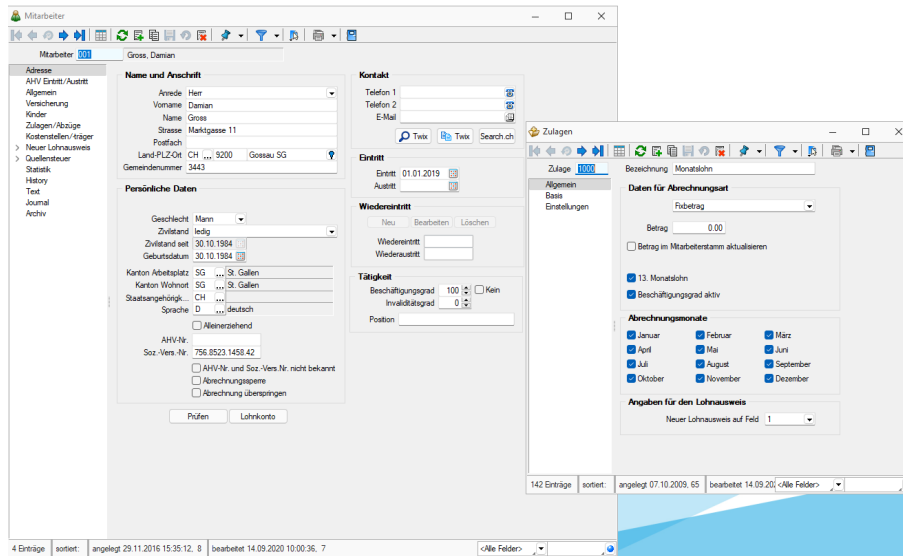 Mitarbeiter
Mitarbeiter 001 Gross, Damian
Adresse
AHV Eintritt/Austritt
Allgemein
Versicherung
Kinder
Zulagen/Abzüge
Kostenstellen/-träger
Neuer Lohnausweis
Quellensteuer
Statistik
History
Text
Journal
Archiv
Name und Anschrift
Anrede Herr
Vorname Damian
Name Gross
Strasse Marktgasse 11
Postfach
Land-PLZ-Ort CH ... 9200 Gossau SG
Gemeindenummer 3443
Persönliche Daten
Geschlecht Mann
Zivilstand ledig
Zivilstand seit 30.10.1984
Geburtsdatum 30.10.1984
Kanton Arbeitsplatz SG ... St. Gallen
Kanton Wohnort SG ... St. Gallen
Staatsangehörigk... CH ...
Sprache D ... deutsch
Alleinerziehend
AHV-Nr.
Soz.-Vers.-Nr. 756.8523.1458.42
AHV-Nr. und Soz.-Vers.Nr. nicht bekannt
Abrechnungssperre
Abrechnung überspringen
Prüfen Lohnkonto
Kontakt
Telefon 1
Telefon 2
E-Mail
Twix Twix Search.ch
Eintritt
Eintritt 01.01.2019
Austritt
Wiedereintritt
Neu Bearbeiten Löschen
Wiedereintritt
Wiederaustritt
Tätigkeit
Beschäftigungsgrad 100 Kein
Invaliditätsgrad 0
Position
4 Einträge sortiert: angelegt 29.11.2016 15:35:12, 8 bearbeitet 14.09.2020 10:00:36, 7 <Alle Felder>
Zulagen
Zulage 1000 Bezeichnung Monatslohn
Allgemein
Basis
Einstellungen
Daten für Abrechnungsart
Fixbetrag
Betrag 0.00
Betrag im Mitarbeiterstamm aktualisieren
13. Monatslohn
Beschäftigungsgrad aktiv
Abrechnungsmonate
Januar Februar März
April Mai Juni
Juli August September
Oktober November Dezember
Angaben für den Lohnausweis
Neuer Lohnausweis auf Feld 1
142 Einträge sortiert: angelegt 07.10.2009, 65 bearbeitet 14.09.20 <Alle Felder>